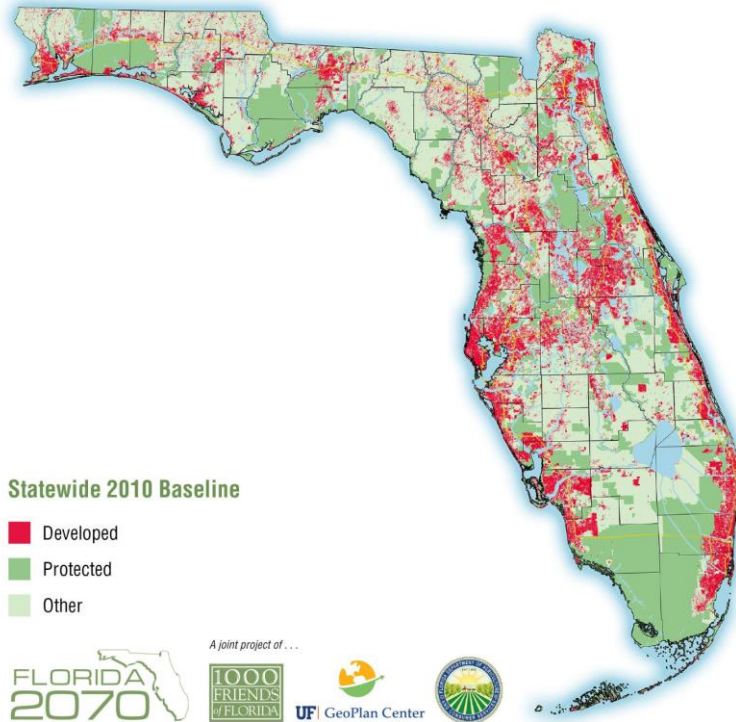 Statewide 2010 Baseline
Developed
Protected
Other
A joint project of . . .
FLORIDA
2070
1000
FRIENDS
of FLORIDA
UF GeoPlan Center